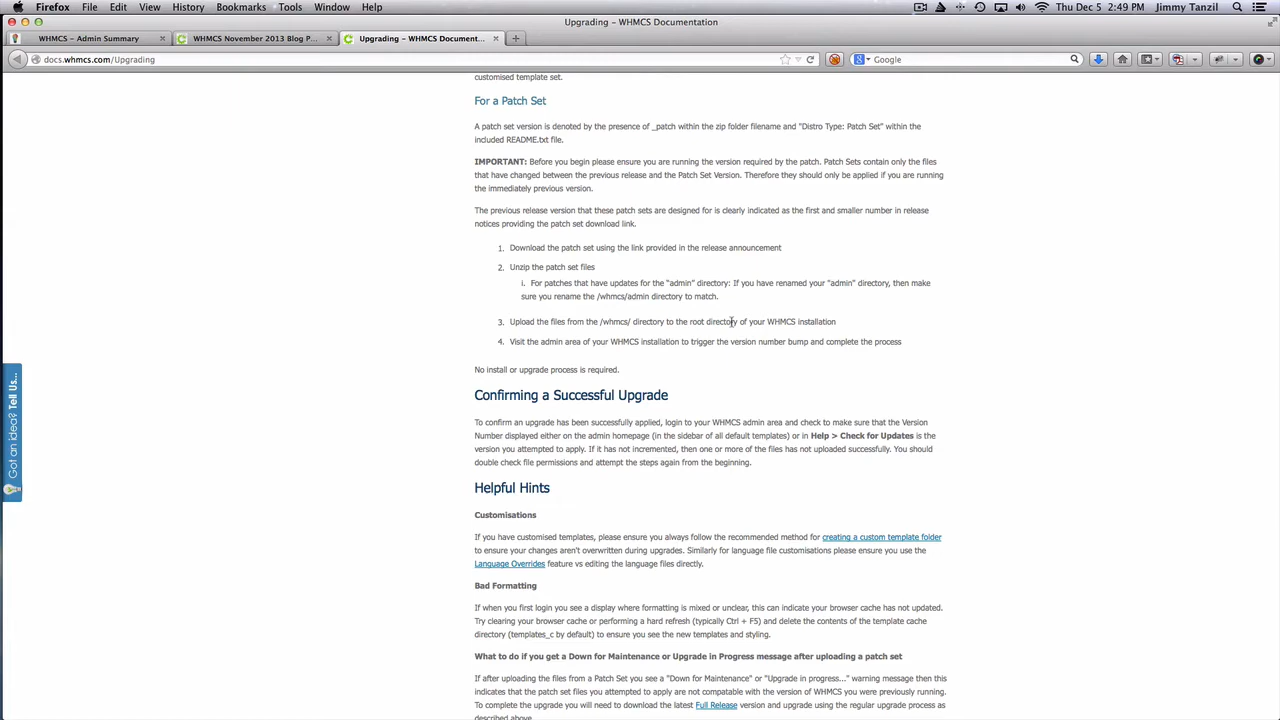 Firefox File Edit View History Bookmarks Tools Window Help Thu Dec 5 2:49 PM Jimmy Tanzil
Upgrading – WHMCS Documentation
WHMCS - Admin Summary × WHMCS November 2013 Blog P... × Upgrading – WHMCS Document... × +
docs.whmcs.com/Upgrading Google
customised template set.
For a Patch Set
A patch set version is denoted by the presence of _patch within the zip folder filename and "Distro Type: Patch Set" within the
included README.txt file.
IMPORTANT: Before you begin please ensure you are running the version required by the patch. Patch Sets contain only the files
that have changed between the previous release and the Patch Set Version. Therefore they should only be applied if you are running
the immediately previous version.
The previous release version that these patch sets are designed for is clearly indicated as the first and smaller number in release
notices providing the patch set download link.
1. Download the patch set using the link provided in the release announcement
2. Unzip the patch set files
i. For patches that have updates for the "admin" directory: If you have renamed your "admin" directory, then make
sure you rename the /whmcs/admin directory to match.
3. Upload the files from the /whmcs/ directory to the root directory of your WHMCS installation
4. Visit the admin area of your WHMCS installation to trigger the version number bump and complete the process
No install or upgrade process is required.
Confirming a Successful Upgrade
To confirm an upgrade has been successfully applied, login to your WHMCS admin area and check to make sure that the Version
Number displayed either on the admin homepage (in the sidebar of all default templates) or in Help > Check for Updates is the
version you attempted to apply. If it has not incremented, then one or more of the files has not uploaded successfully. You should
double check file permissions and attempt the steps again from the beginning.
Helpful Hints
Customisations
If you have customised templates, please ensure you always follow the recommended method for creating a custom template folder
to ensure your changes aren't overwritten during upgrades. Similarly for language file customisations please ensure you use the
Language Overrides feature vs editing the language files directly.
Bad Formatting
If when you first login you see a display where formatting is mixed or unclear, this can indicate your browser cache has not updated.
Try clearing your browser cache or performing a hard refresh (typically Ctrl + F5) and delete the contents of the template cache
directory (templates_c by default) to ensure you see the new templates and styling.
What to do if you get a Down for Maintenance or Upgrade in Progress message after uploading a patch set
If after uploading the files from a Patch Set you see a "Down for Maintenance" or "Upgrade in progress..." warning message then this
indicates that the patch set files you attempted to apply are not compatable with the version of WHMCS you were previously running.
To complete the upgrade you will need to download the latest Full Release version and upgrade using the regular upgrade process as
described above.
Got an idea? Tell Us...